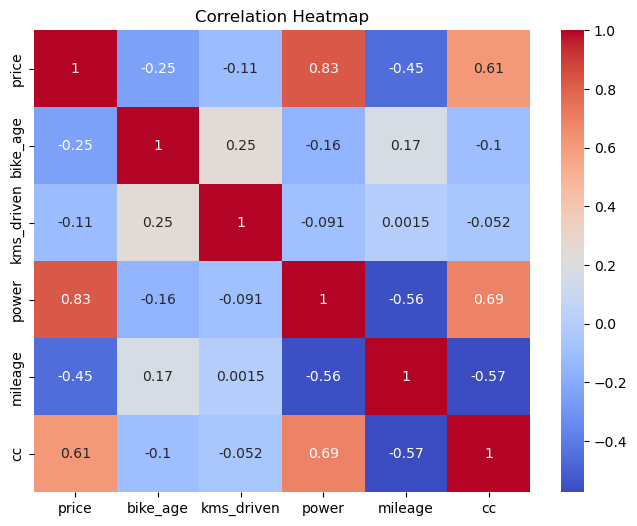 Correlation Heatmap
price 1 -0.25 -0.11 0.83 -0.45 0.61
bike_age -0.25 1 0.25 -0.16 0.17 -0.1
kms_driven -0.11 0.25 1 -0.091 0.0015 -0.052
power 0.83 -0.16 -0.091 1 -0.56 0.69
mileage -0.45 0.17 0.0015 -0.56 1 -0.57
cc 0.61 -0.1 -0.052 0.69 -0.57 1
price bike_age kms_driven power mileage cc
1.0
0.8
0.6
0.4
0.2
0.0
−0.2
−0.4